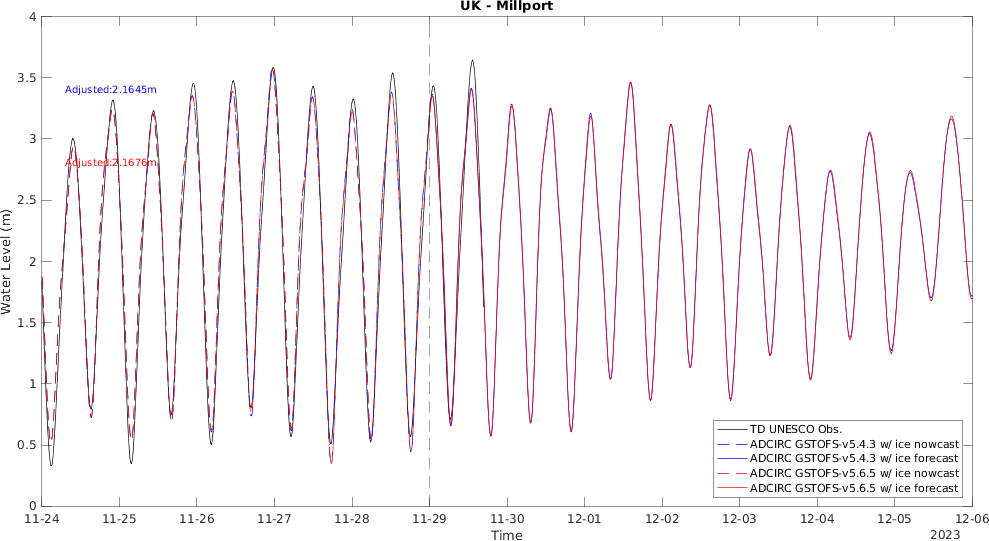 UK - Millport
4
3.5
3
2.5
2
1.5
1
0.5
0
Water Level (m)
Adjusted:2.1645m
Adjusted:2.1676m
TD UNESCO Obs.
ADCIRC GSTOFS-v5.4.3 w/ ice nowcast
ADCIRC GSTOFS-v5.4.3 w/ ice forecast
ADCIRC GSTOFS-v5.6.5 w/ ice nowcast
ADCIRC GSTOFS-v5.6.5 w/ ice forecast
11-24 11-25 11-26 11-27 11-28 11-29 11-30 12-01 12-02 12-03 12-04 12-05 12-06
Time
2023